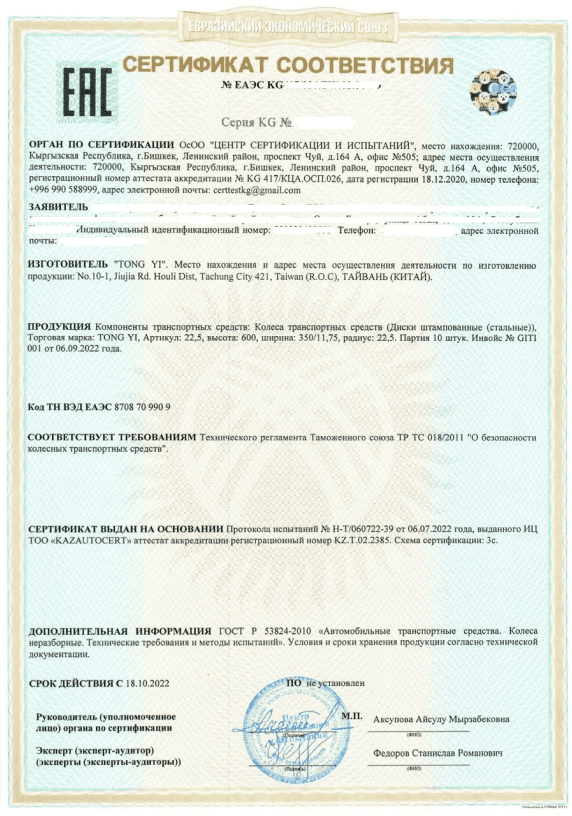 ЕВРАЗИЙСКИЙ ЭКОНОМИЧЕСКИЙ СОЮЗ
ЕАС
СЕРТИФИКАТ СООТВЕТСТВИЯ
№ ЕАЭС KG
Серия KG №
ОРГАН ПО СЕРТИФИКАЦИИ ОсОО "ЦЕНТР СЕРТИФИКАЦИИ И ИСПЫТАНИЙ", место нахождения: 720000,
Кыргызская Республика, г.Бишкек, Ленинский район, проспект Чуй, д.164 А, офис №505; адрес места осуществления
деятельности: 720000, Кыргызская Республика, г.Бишкек, Ленинский район, проспект Чуй, д.164 А, офис №505,
регистрационный номер аттестата аккредитации № KG 417/КЦА.ОСП.026, дата регистрации 18.12.2020, номер телефона:
+996 990 588999, адрес электронной почты: certtestkg@gmail.com
ЗАЯВИТЕЛЬ
Индивидуальный идентификационный номер: Телефон: адрес электронной
почты:
ИЗГОТОВИТЕЛЬ "TONG YI". Место нахождения и адрес места осуществления деятельности по изготовлению
продукции: No.10-1, Jiujia Rd. Houli Dist, Tachung City 421, Taiwan (R.O.C), ТАЙВАНЬ (КИТАЙ).
ПРОДУКЦИЯ Компоненты транспортных средств: Колеса транспортных средств (Диски штампованные (стальные)),
Торговая марка: TONG YI, Артикул: 22,5, высота: 600, ширина: 350/11,75, радиус: 22,5. Партия 10 штук. Инвойс № GITI
001 от 06.09.2022 года.
Код ТН ВЭД ЕАЭС 8708 70 990 9
СООТВЕТСТВУЕТ ТРЕБОВАНИЯМ Технического регламента Таможенного союза ТР ТС 018/2011 "О безопасности
колесных транспортных средств".
СЕРТИФИКАТ ВЫДАН НА ОСНОВАНИИ Протокола испытаний № Н-Т/060722-39 от 06.07.2022 года, выданного ИЦ
ТОО «KAZAUTOCERT» аттестат аккредитации регистрационный номер KZ.T.02.2385. Схема сертификации: 3с.
ДОПОЛНИТЕЛЬНАЯ ИНФОРМАЦИЯ ГОСТ Р 53824-2010 «Автомобильные транспортные средства. Колеса
неразборные. Технические требования и методы испытаний». Условия и сроки хранения продукции согласно технической
документации.
СРОК ДЕЙСТВИЯ С 18.10.2022 ПО не установлен
Руководитель (уполномоченное
лицо) органа по сертификации
М.П.
Аксупова Айсулу Мырзабековна
(подпись)
(ФИО)
Эксперт (эксперт-аудитор)
(эксперты (эксперты-аудиторы))
Федоров Станислав Романович
(подпись)
(ФИО)